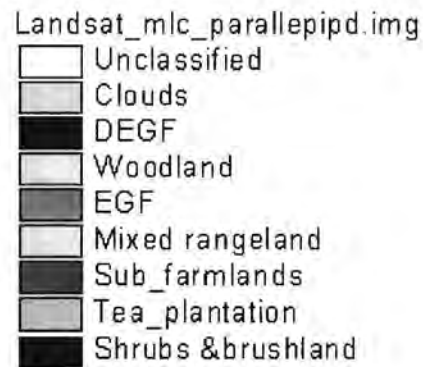 Landsat_mlc_parallepipd.img
Unclassified
Clouds
DEGF
Woodland
EGF
Mixed rangeland
Sub_farmlands
Tea_plantation
Shrubs &brushland